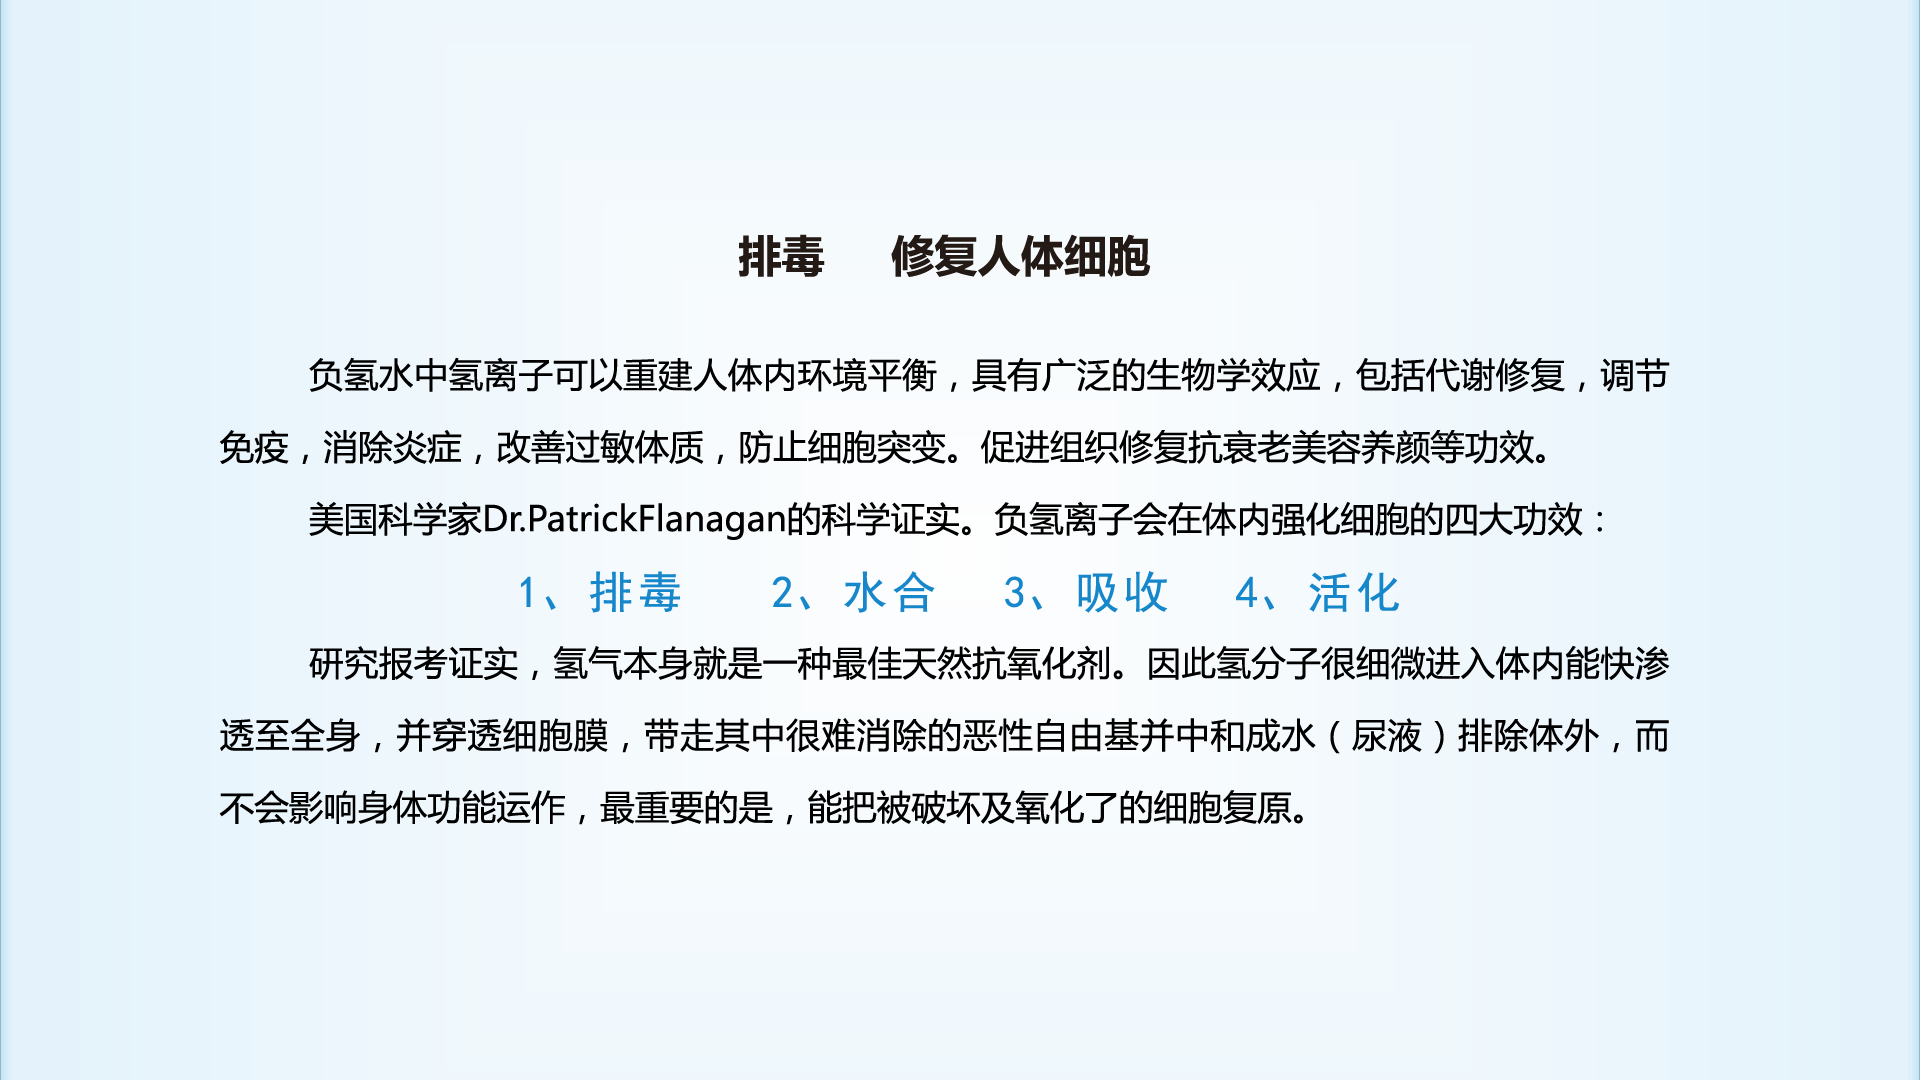 排毒 修复人体细胞
负氢水中氢离子可以重建人体内环境平衡，具有广泛的生物学效应，包括代谢修复，调节
免疫，消除炎症，改善过敏体质，防止细胞突变。促进组织修复抗衰老美容养颜等功效。
美国科学家Dr.PatrickFlanagan的科学证实。负氢离子会在体内强化细胞的四大功效：
1、排毒 2、水合 3、吸收 4、活化
研究报考证实，氢气本身就是一种最佳天然抗氧化剂。因此氢分子很细微进入体内能快渗
透至全身，并穿透细胞膜，带走其中很难消除的恶性自由基并中和成水（尿液）排除体外，而
不会影响身体功能运作，最重要的是，能把被破坏及氧化了的细胞复原。